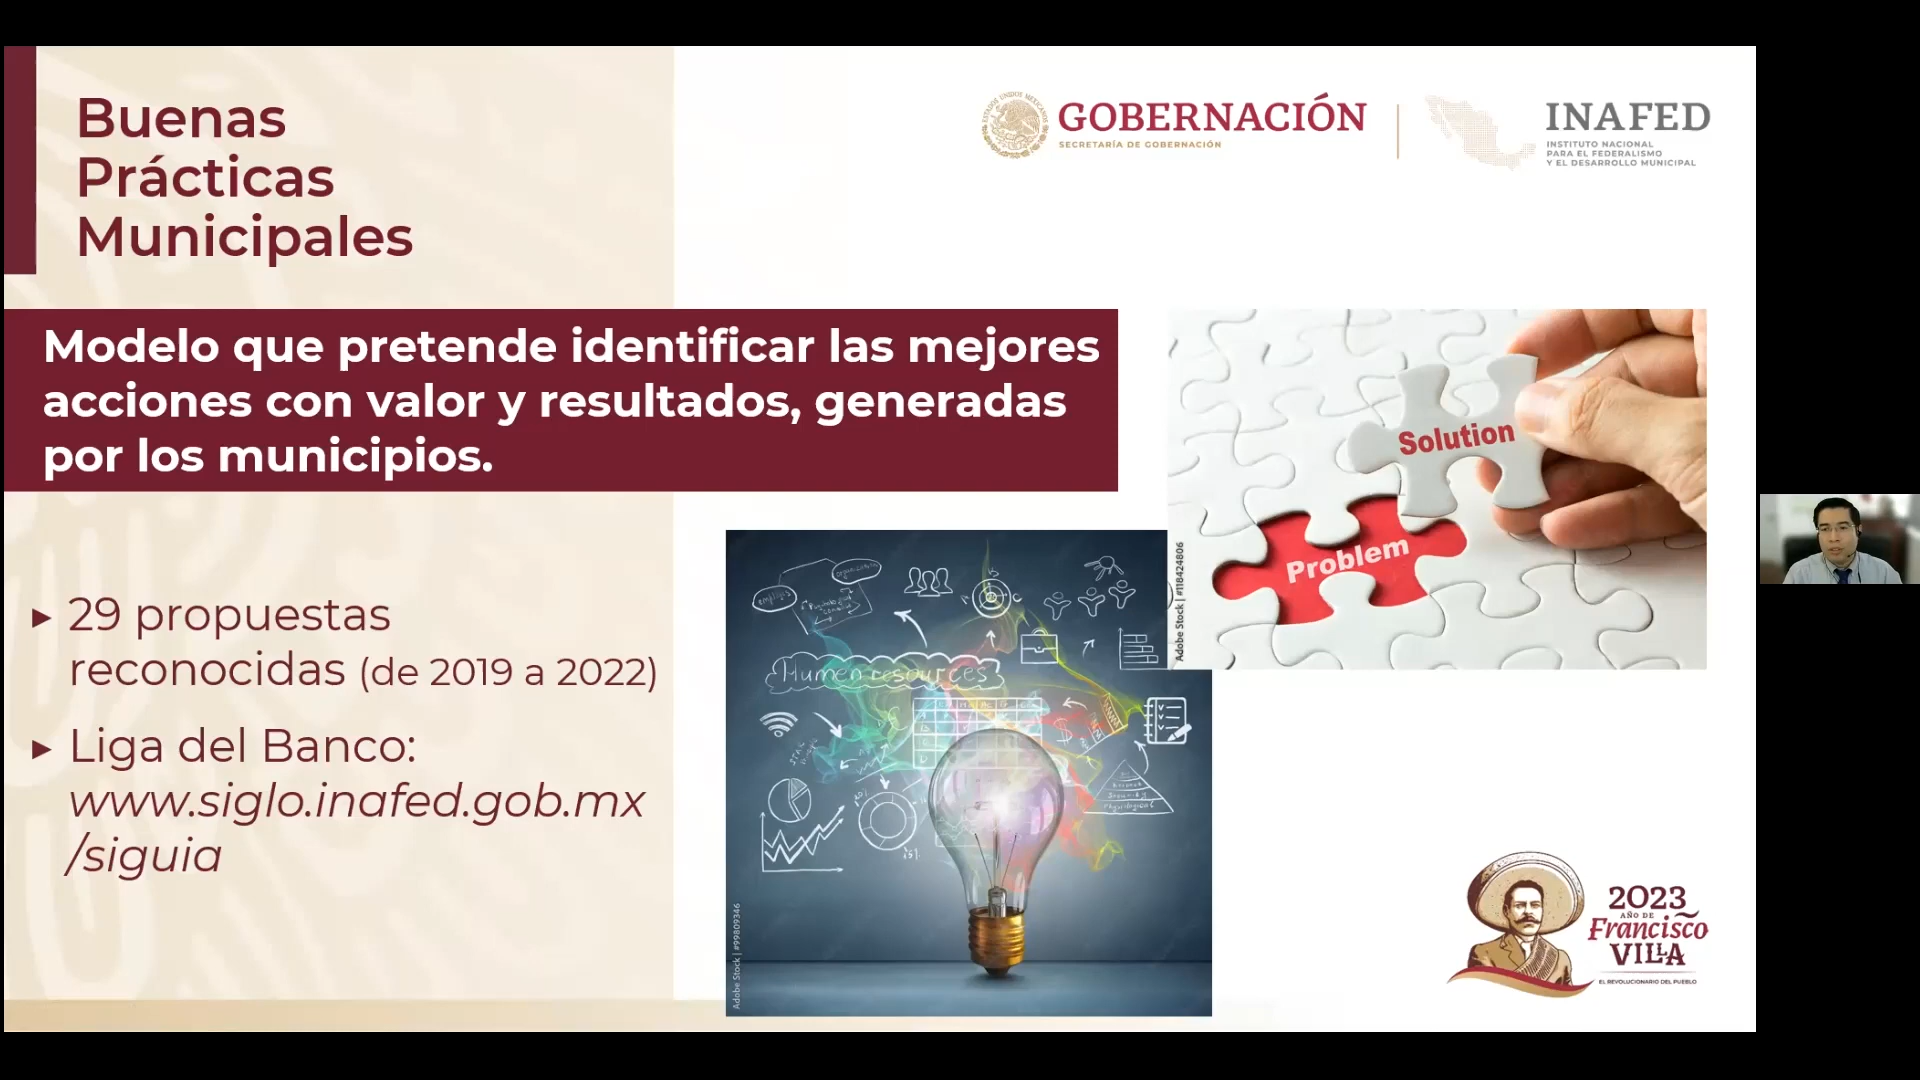 Buenas
Prácticas
Municipales
ESTADOS UNIDOS MEXICANOS
GOBERNACIÓN
SECRETARÍA DE GOBERNACIÓN
INAFED
INSTITUTO NACIONAL
PARA EL FEDERALISMO
Y EL DESARROLLO MUNICIPAL
Modelo que pretende identificar las mejores
acciones con valor y resultados, generadas
por los municipios.
Solution
Problem
Adobe Stock | #118424806
▸ 29 propuestas
reconocidas (de 2019 a 2022)
▸ Liga del Banco:
www.siglo.inafed.gob.mx
/siguia
Human resources
Adobe Stock | #99809346
2023
AÑO DE
Francisco
VILLA
EL REVOLUCIONARIO DEL PUEBLO